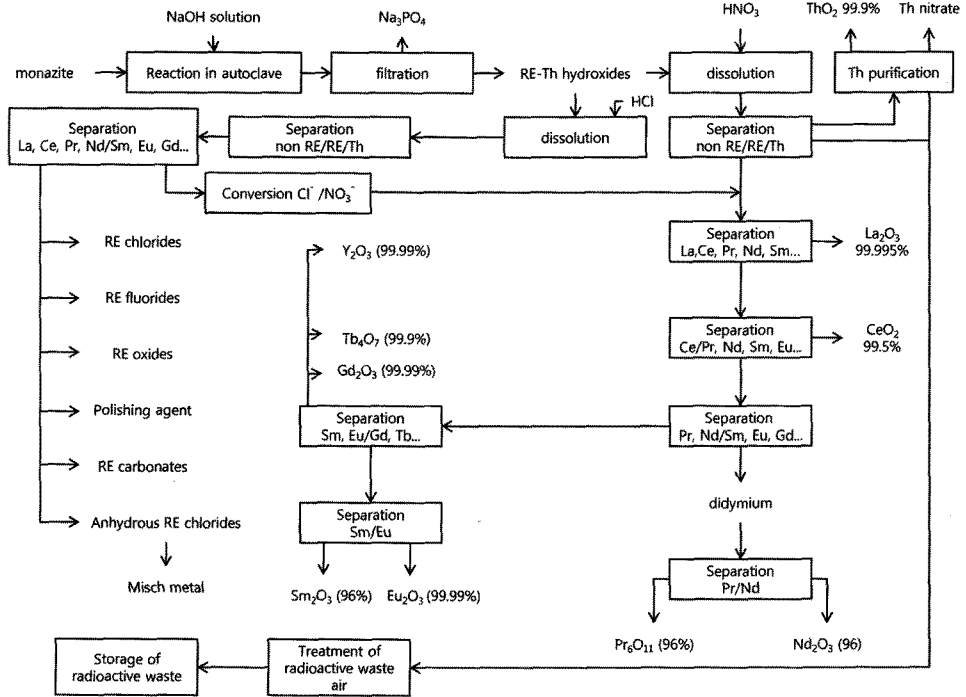 NaOH solution
Na₃PO₄
HNO₃
ThO₂ 99.9%
Th nitrate
monazite
Reaction in autoclave
filtration
RE-Th hydroxides
dissolution
Th purification
HCl
Separation
La, Ce, Pr, Nd/Sm, Eu, Gd...
Separation
non RE/RE/Th
dissolution
Separation
non RE/RE/Th
Conversion Cl⁻ /NO₃⁻
RE chlorides
RE fluorides
RE oxides
Polishing agent
RE carbonates
Anhydrous RE chlorides
Misch metal
Y₂O₃ (99.99%)
Tb₄O₇ (99.9%)
Gd₂O₃ (99.99%)
Separation
Sm, Eu/Gd, Tb...
Separation
Sm/Eu
Sm₂O₃ (96%)
Eu₂O₃ (99.99%)
Separation
La,Ce, Pr, Nd, Sm...
La₂O₃
99.995%
Separation
Ce/Pr, Nd, Sm, Eu...
CeO₂
99.5%
Separation
Pr, Nd/Sm, Eu, Gd...
didymium
Separation
Pr/Nd
Pr₆O₁₁ (96%)
Nd₂O₃ (96)
Storage of
radioactive waste
Treatment of
radioactive waste
air